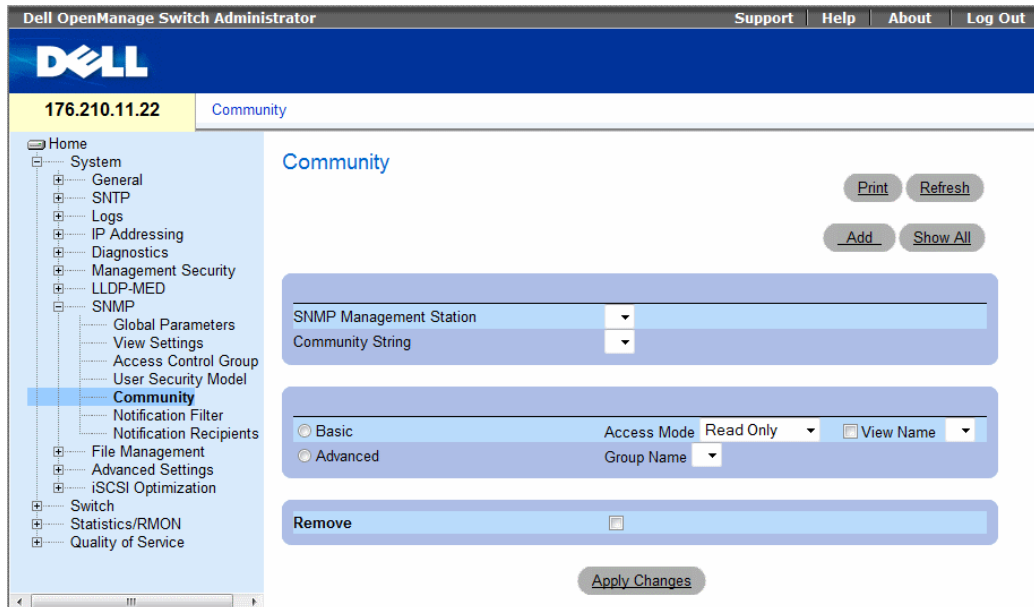 Dell OpenManage Switch Administrator
Support | Help | About | Log Out
DELL
176.210.11.22
Community
Home
System
General
SNTP
Logs
IP Addressing
Diagnostics
Management Security
LLDP-MED
SNMP
Global Parameters
View Settings
Access Control Group
User Security Model
Community
Notification Filter
Notification Recipients
File Management
Advanced Settings
iSCSI Optimization
Switch
Statistics/RMON
Quality of Service
Community
Print Refresh
Add Show All
SNMP Management Station
Community String
Basic Access Mode Read Only View Name
Advanced Group Name
Remove
Apply Changes